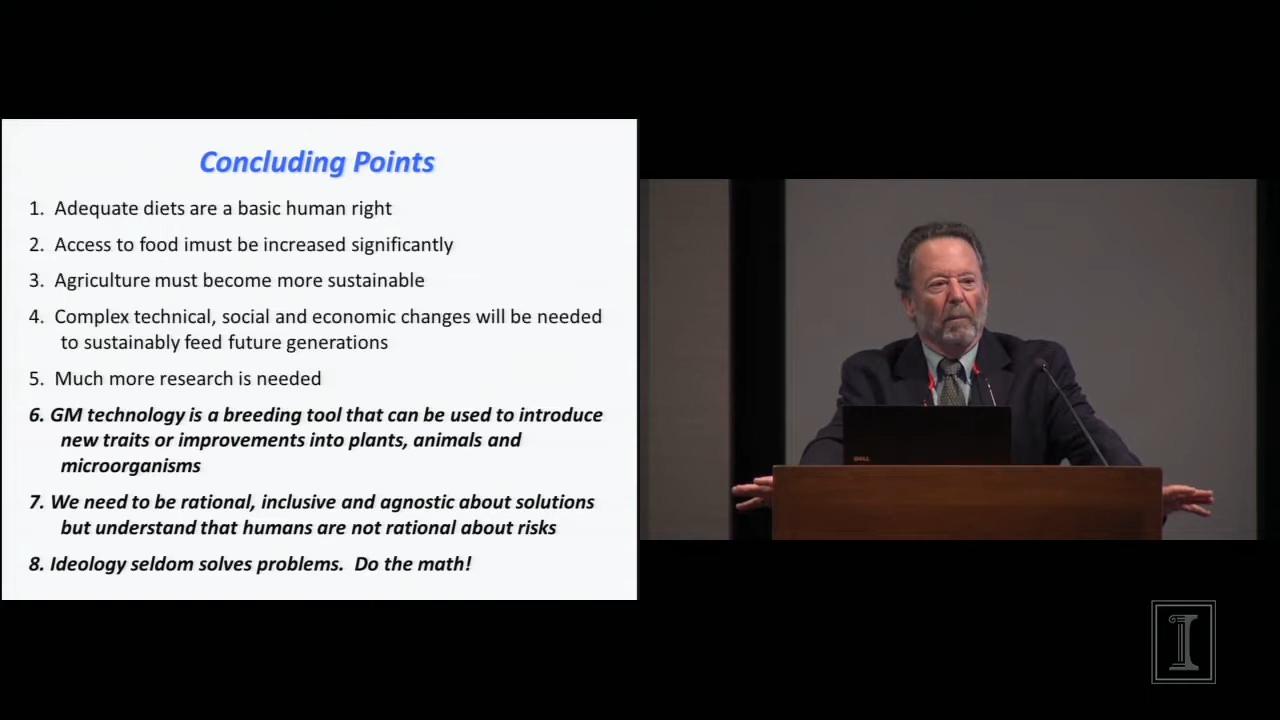 Concluding Points
1. Adequate diets are a basic human right
2. Access to food imust be increased significantly
3. Agriculture must become more sustainable
4. Complex technical, social and economic changes will be needed
to sustainably feed future generations
5. Much more research is needed
6. GM technology is a breeding tool that can be used to introduce
new traits or improvements into plants, animals and
microorganisms
7. We need to be rational, inclusive and agnostic about solutions
but understand that humans are not rational about risks
8. Ideology seldom solves problems. Do the math!
DELL
I